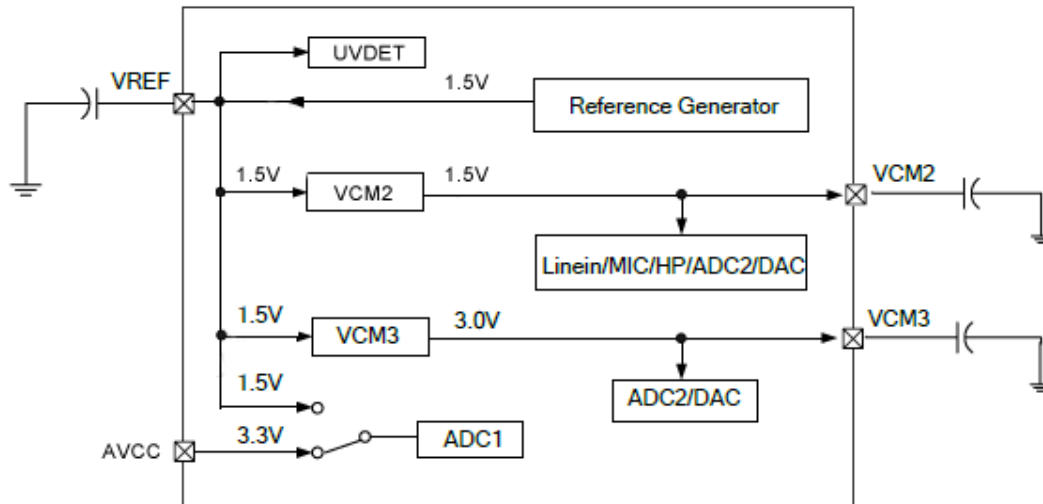 UVDET
VREF
1.5V
Reference Generator
1.5V
VCM2
1.5V
VCM2
Linein/MIC/HP/ADC2/DAC
1.5V
VCM3
3.0V
VCM3
1.5V
ADC2/DAC
AVCC
3.3V
ADC1